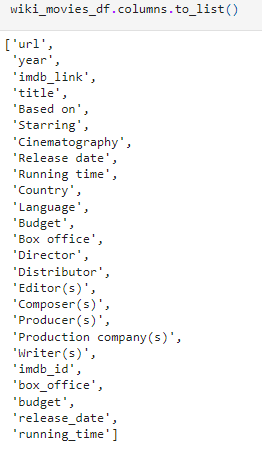 wiki_movies_df.columns.to_list()
['url',
'year',
'imdb_link',
'title',
'Based on',
'Starring',
'Cinematography',
'Release date',
'Running time',
'Country',
'Language',
'Budget',
'Box office',
'Director',
'Distributor',
'Editor(s)',
'Composer(s)',
'Producer(s)',
'Production company(s)',
'Writer(s)',
'imdb_id',
'box_office',
'budget',
'release_date',
'running_time']